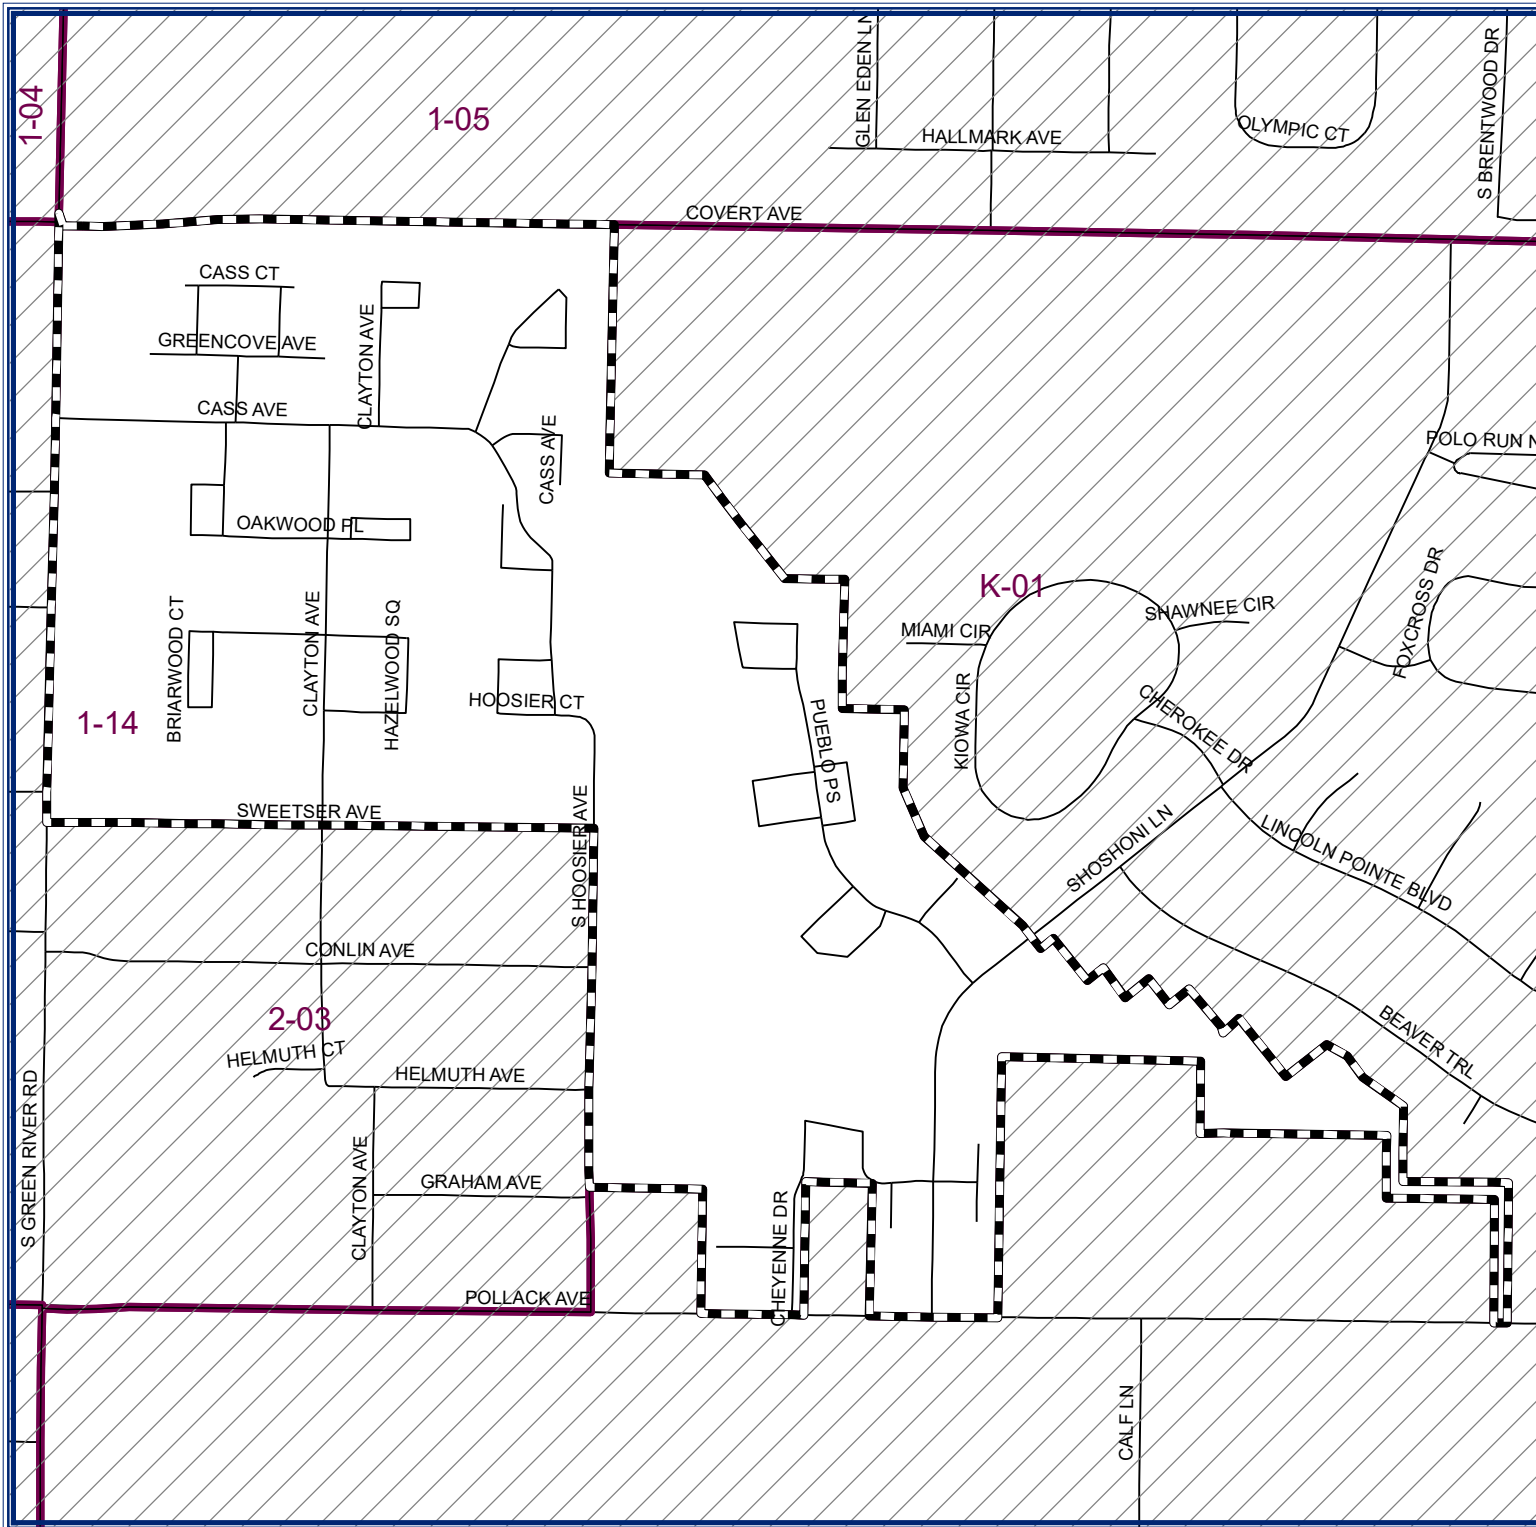 GLEN EDEN LN
S BRENTWOOD DR
1-04
1-05
OLYMPIC CT
HALLMARK AVE
COVERT AVE
CASS CT
CLAYTON AVE
GREENCOVE AVE
CASS AVE
CASS AVE
POLO RUN
OAKWOOD PL
FOXCROSS DR
K-01
SHAWNEE CIR
MIAMI CIR
BRIARWOOD CT
CLAYTON AVE
HAZELWOOD SQ
HOOSIER CT
KIOWA CIR
1-14
PUEBLO PS
CHEROKEE DR
SWEETSER AVE
S HOOSIER AVE
SHOSHONI LN
LINCOLN POINTE BLVD
CONLIN AVE
2-03
BEAVER TRL
HELMUTH CT
HELMUTH AVE
S GREEN RIVER RD
CLAYTON AVE
GRAHAM AVE
CHEYENNE DR
POLLACK AVE
CALF LN